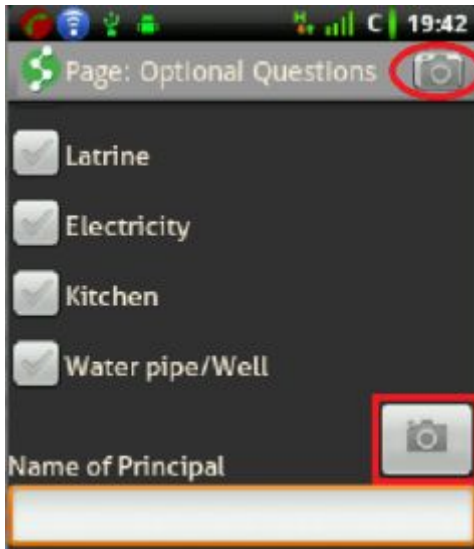 19:42
Page: Optional Questions
Latrine
Electricity
Kitchen
Water pipe/Well
Name of Principal